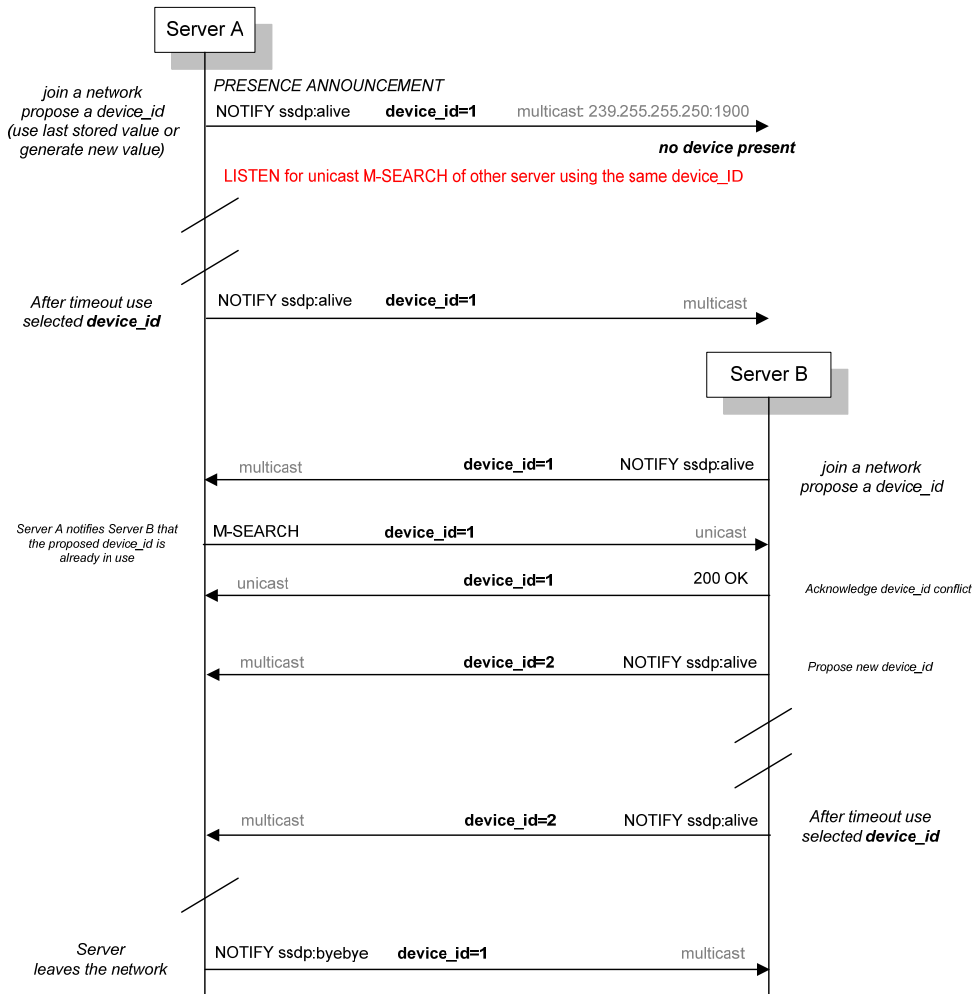 Server A
PRESENCE ANNOUNCEMENT
join a network
propose a device_id
(use last stored value or
generate new value)
NOTIFY ssdp:alive device_id=1 multicast: 239.255.255.250:1900
no device present
LISTEN for unicast M-SEARCH of other server using the same device_ID
After timeout use
selected device_id
NOTIFY ssdp:alive device_id=1 multicast
Server B
multicast device_id=1 NOTIFY ssdp:alive
join a network
propose a device_id
Server A notifies Server B that
the proposed device_id is
already in use
M-SEARCH device_id=1 unicast
unicast device_id=1 200 OK
Acknowledge device_id conflict
multicast device_id=2 NOTIFY ssdp:alive
Propose new device_id
multicast device_id=2 NOTIFY ssdp:alive
After timeout use
selected device_id
Server
leaves the network
NOTIFY ssdp:byebye device_id=1 multicast